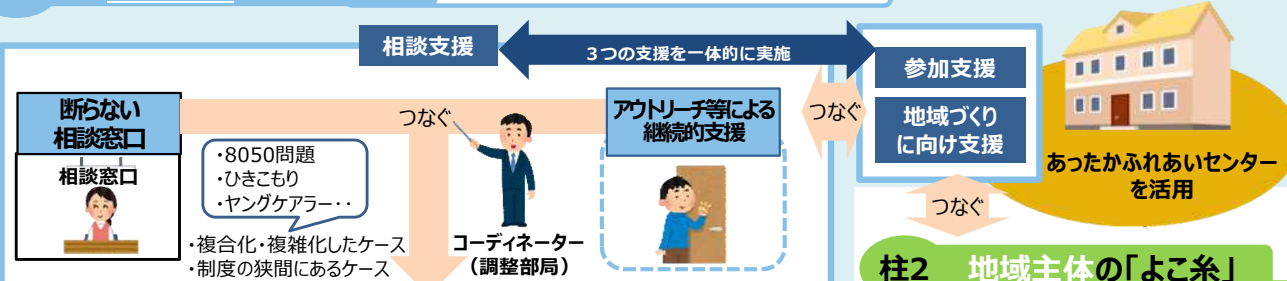 相談支援
3つの支援を一体的に実施
参加支援
地域づくり
に向け支援
断らない
相談窓口
相談窓口
・8050問題
・ひきこもり
・ヤングケアラー・・
・複合化・複雑化したケース
・制度の狭間にあるケース
つなぐ
コーディネーター
（調整部局）
アウトリーチ等による
継続的支援
つなぐ
あったかふれあいセンター
を活用
つなぐ
柱2 地域主体の「よこ糸」